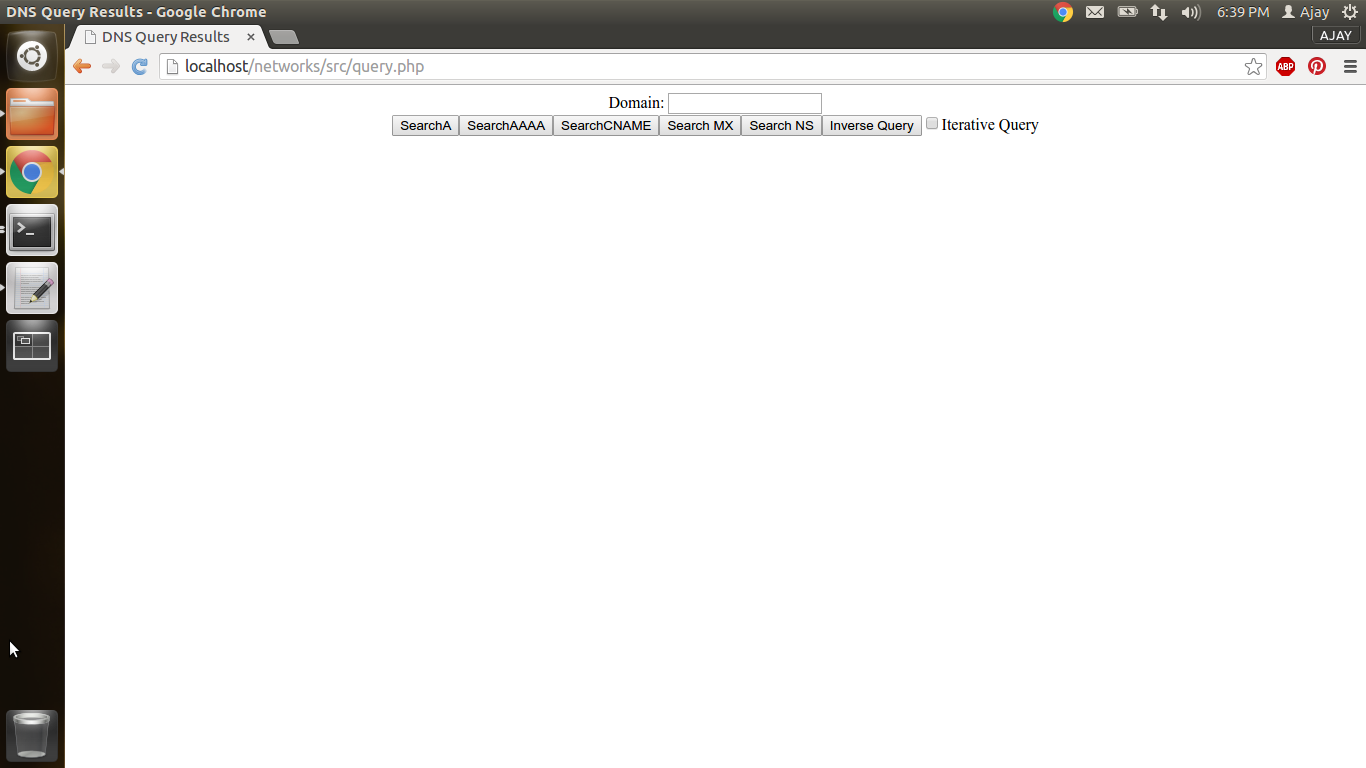 DNS Query Results - Google Chrome
6:39 PM Ajay
DNS Query Results
AJAY
localhost/networks/src/query.php
ABP
Domain:
SearchA SearchAAAA SearchCNAME Search MX Search NS Inverse Query Iterative Query